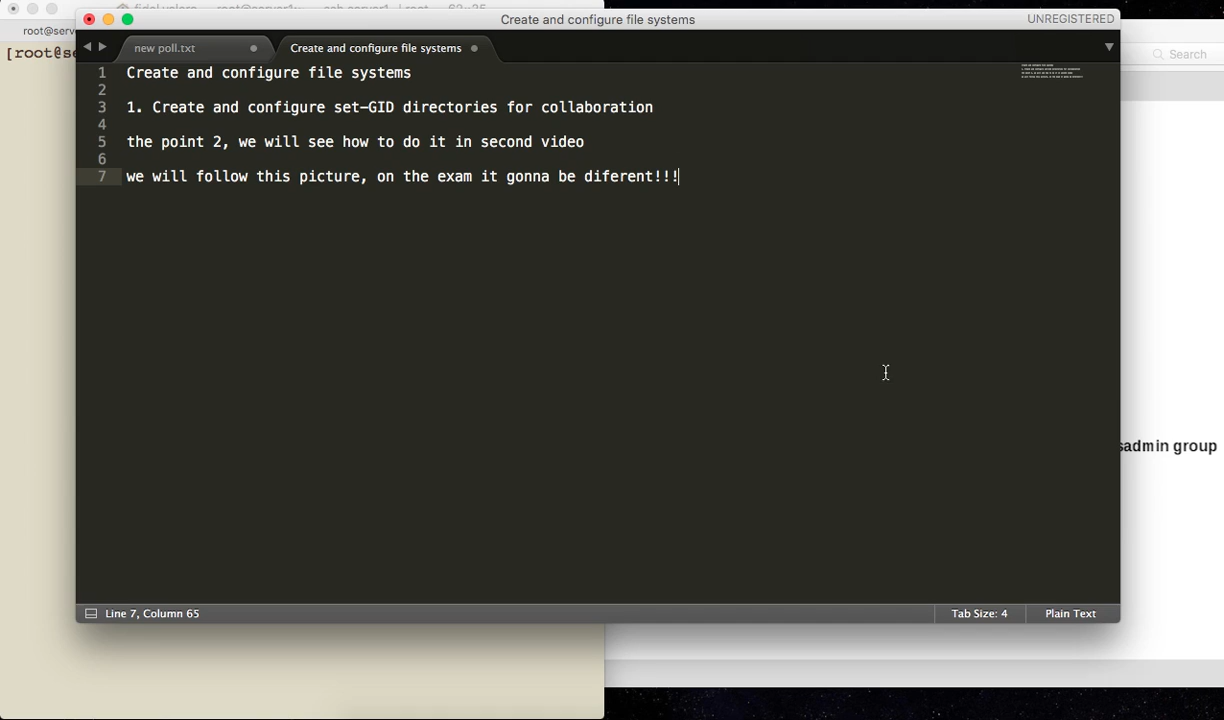 Create and configure file systems
UNREGISTERED
root@serv
[root@se
Search
new poll.txt
Create and configure file systems
1 Create and configure file systems
2
3 1. Create and configure set-GID directories for collaboration
4
5 the point 2, we will see how to do it in second video
6
7 we will follow this picture, on the exam it gonna be diferent!!!
sadmin group
Line 7, Column 65
Tab Size: 4
Plain Text